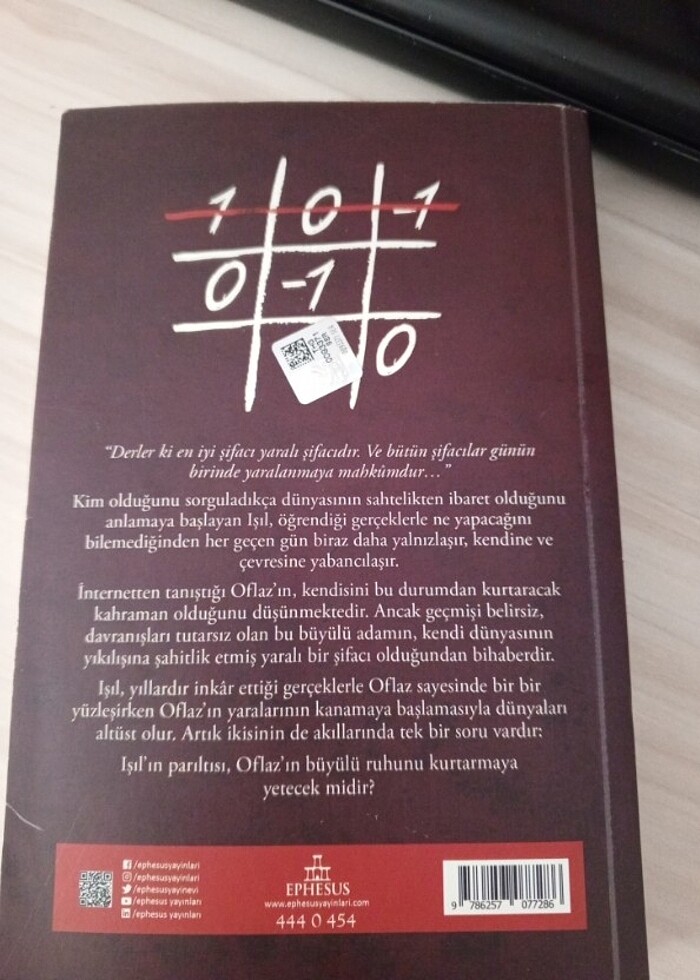 1 0 -1
0 -1
0
"Derler ki en iyi şifacı yaralı şifacıdır. Ve bütün şifacılar günün
birinde yaralanmaya mahkûmdur…"
Kim olduğunu sorguladıkça dünyasının sahtelikten ibaret olduğunu
anlamaya başlayan Işıl, öğrendiği gerçeklerle ne yapacağını
bilemediğinden her geçen gün biraz daha yalnızlaşır, kendine ve
çevresine yabancılaşır.
İnternetten tanıştığı Oflaz'ın, kendisini bu durumdan kurtaracak
kahraman olduğunu düşünmektedir. Ancak geçmişi belirsiz,
davranışları tutarsız olan bu büyülü adamın, kendi dünyasının
yıkılışına şahitlik etmiş yaralı bir şifacı olduğundan bihaberdir.
Işıl, yıllardır inkâr ettiği gerçeklerle Oflaz sayesinde bir bir
yüzleşirken Oflaz'ın yaralarının kanamaya başlamasıyla dünyaları
altüst olur. Artık ikisinin de akıllarında tek bir soru vardır:
Işıl'ın parıltısı, Oflaz'ın büyülü ruhunu kurtarmaya
yetecek midir?
/ephesusyayinlari
/ephesusyayinlari
/ephesusyayinevi
/ephesus yayınları
/ephesus yayınları
EPHESUS
www.ephesusyayinlari.com
444 0 454
9 786257 077286